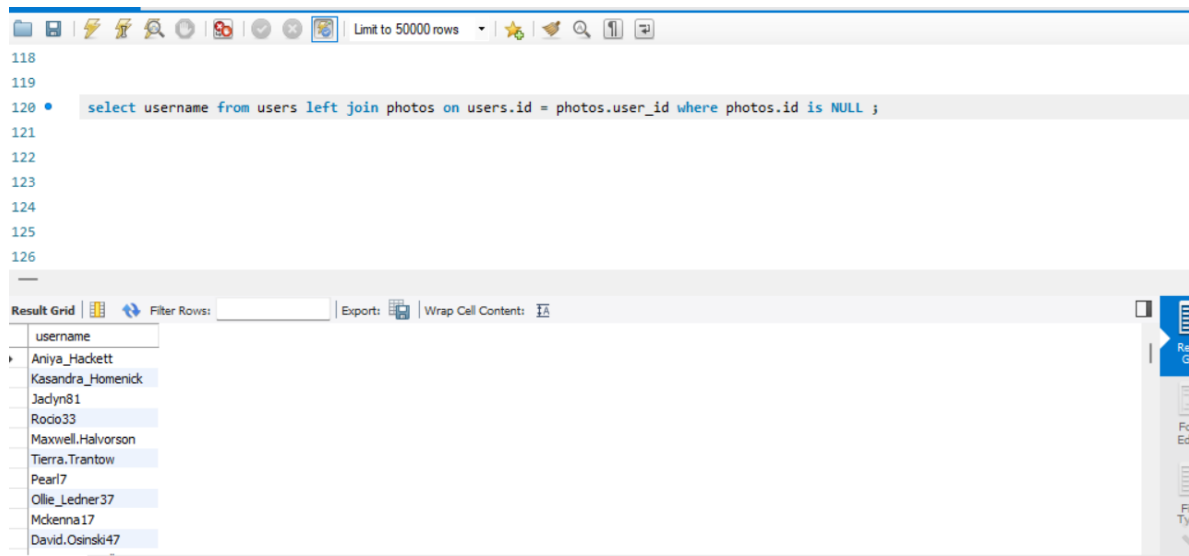 Limit to 50000 rows
118
119
120 select username from users left join photos on users.id = photos.user_id where photos.id is NULL ;
121
122
123
124
125
126
Result Grid Filter Rows: Export: Wrap Cell Content:
username
Aniya_Hackett
Kasandra_Homenick
Jaclyn81
Rocio33
Maxwell.Halvorson
Tierra.Trantow
Pearl7
Ollie_Ledner37
Mckenna17
David.Osinski47